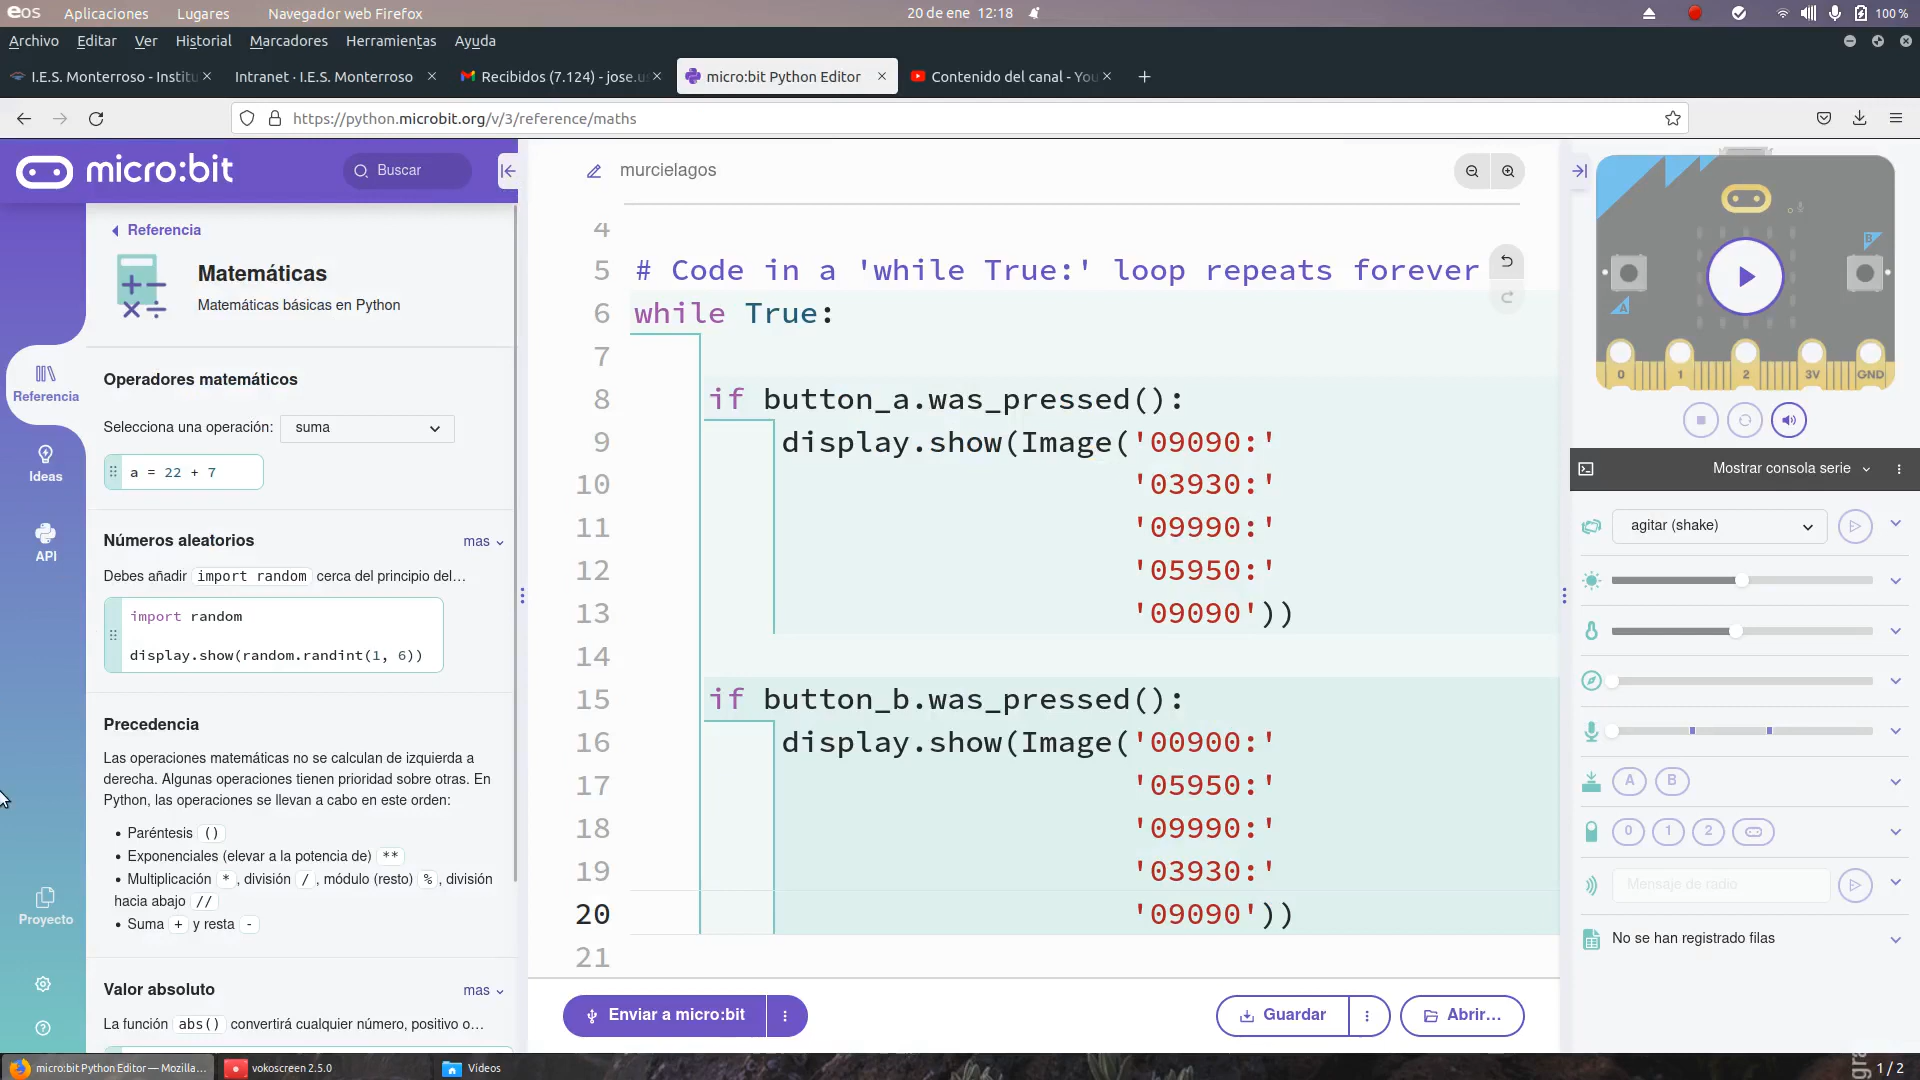 eos Aplicaciones Lugares Navegador web Firefox 20 de ene 12:18 100 %
Archivo Editar Ver Historial Marcadores Herramientas Ayuda
I.E.S. Monterroso - Institu Intranet · I.E.S. Monterroso Recibidos (7.124) - jose.u micro:bit Python Editor Contenido del canal - You
https://python.microbit.org/v/3/reference/maths
micro:bit
Buscar
Referencia
Matemáticas
Matemáticas básicas en Python
Operadores matemáticos
Selecciona una operación: suma
a = 22 + 7
Números aleatorios mas
Debes añadir import random cerca del principio del…
import random
display.show(random.randint(1, 6))
Precedencia
Las operaciones matemáticas no se calculan de izquierda a
derecha. Algunas operaciones tienen prioridad sobre otras. En
Python, las operaciones se llevan a cabo en este orden:
• Paréntesis ()
• Exponenciales (elevar a la potencia de) **
• Multiplicación *, división /, módulo (resto) %, división
hacia abajo //
• Suma + y resta -
Valor absoluto mas
La función abs() convertirá cualquier número, positivo o…
Referencia
Ideas
API
Proyecto
murcielagos
4
5 # Code in a 'while True:' loop repeats forever
6 while True:
7
8 if button_a.was_pressed():
9 display.show(Image('09090:'
10 '03930:'
11 '09990:'
12 '05950:'
13 '09090'))
14
15 if button_b.was_pressed():
16 display.show(Image('00900:'
17 '05950:'
18 '09990:'
19 '03930:'
20 '09090'))
21
Enviar a micro:bit
Guardar
Abrir...
A
B
0 1 2 3V GND
Mostrar consola serie
agitar (shake)
A B
0 1 2
Mensaje de radio
No se han registrado filas
micro:bit Python Editor — Mozilla... vokoscreen 2.5.0 Vídeos 1 / 2